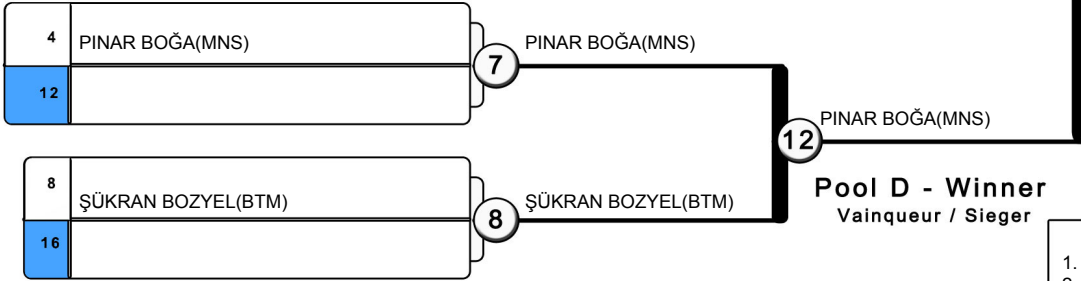 4 PINAR BOĞA(MNS)
12
7 PINAR BOĞA(MNS)
12 PINAR BOĞA(MNS)
8 ŞÜKRAN BOZYEL(BTM)
16
8 ŞÜKRAN BOZYEL(BTM)
Pool D - Winner
Vainqueur / Sieger
1.